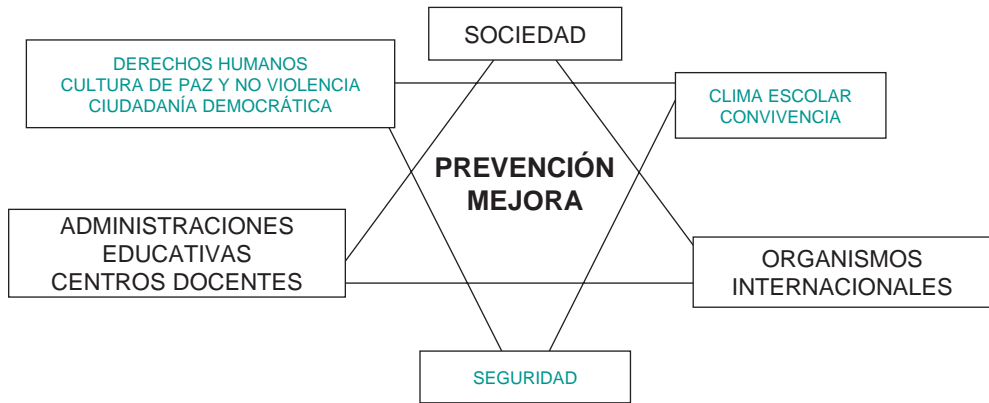 SOCIEDAD
DERECHOS HUMANOS
CULTURA DE PAZ Y NO VIOLENCIA
CIUDADANÍA DEMOCRÁTICA
CLIMA ESCOLAR
CONVIVENCIA
PREVENCIÓN
MEJORA
ADMINISTRACIONES
EDUCATIVAS
CENTROS DOCENTES
ORGANISMOS
INTERNACIONALES
SEGURIDAD